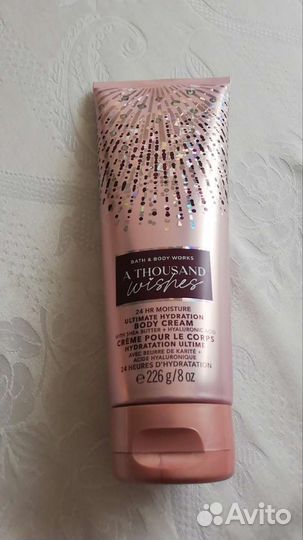 BATH & BODY WORKS
A THOUSAND
wishes
24 HR MOISTURE
ULTIMATE HYDRATION
BODY CREAM
WITH SHEA BUTTER + HYALURONIC ACID
CRÈME POUR LE CORPS
HYDRATATION ULTIME
AVEC BEURRE DE KARITÉ +
ACIDE HYALURONIQUE
24 HEURES D'HYDRATATION
℮ 226 g/8 oz
Avito